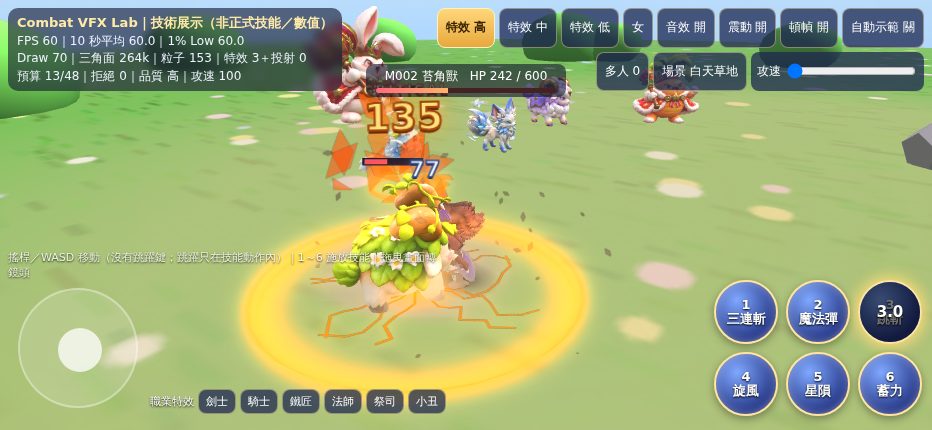 Combat VFX Lab｜技術展示（非正式技能／數值）
FPS 60｜10 秒平均 60.0｜1% Low 60.0
Draw 70｜三角面 264k｜粒子 153｜特效 3＋投射 0
預算 13/48｜拒絕 0｜品質 高｜攻速 100
特效 高
特效 中
特效 低
女
音效 開
震動 開
頓幀 開
自動示範 關
多人 0
場景 白天草地
攻速
M002 苔角獸 HP 242 / 600
135
77
搖桿／WASD 移動（沒有跳躍鍵；跳躍只在技能動作內）｜1～6 施放技能
鏡頭
1
三連斬
2
魔法彈
3.0
4
旋風
5
星隕
6
蓄力
職業特效
劍士
騎士
鐵匠
法師
祭司
小丑